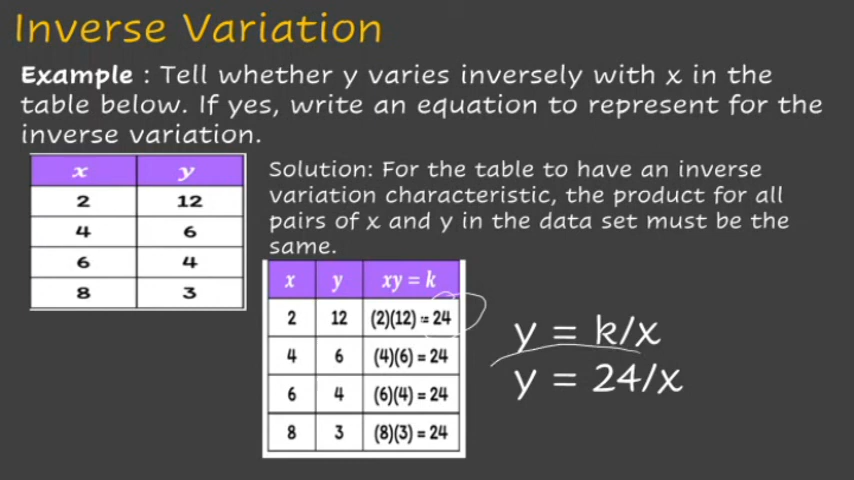 Inverse Variation
Example : Tell whether y varies inversely with x in the
table below. If yes, write an equation to represent for the
inverse variation.
x y
2 12
4 6
6 4
8 3
Solution: For the table to have an inverse
variation characteristic, the product for all
pairs of x and y in the data set must be the
same.
x y xy = k
2 12 (2)(12) = 24
4 6 (4)(6) = 24
6 4 (6)(4) = 24
8 3 (8)(3) = 24
y = k/x
y = 24/x